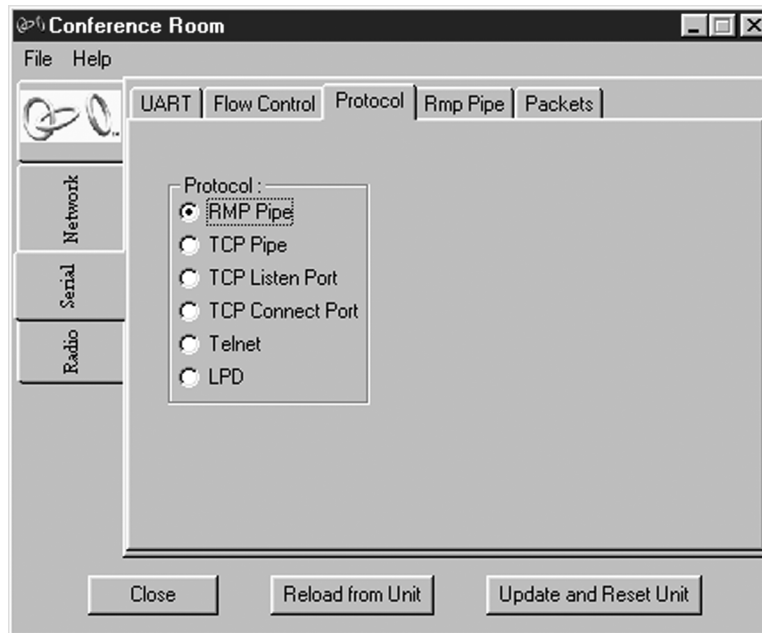 Conference Room
File Help
UART Flow Control Protocol Rmp Pipe Packets
Network
Serial
Radio
Protocol :
RMP Pipe
TCP Pipe
TCP Listen Port
TCP Connect Port
Telnet
LPD
Close Reload from Unit Update and Reset Unit